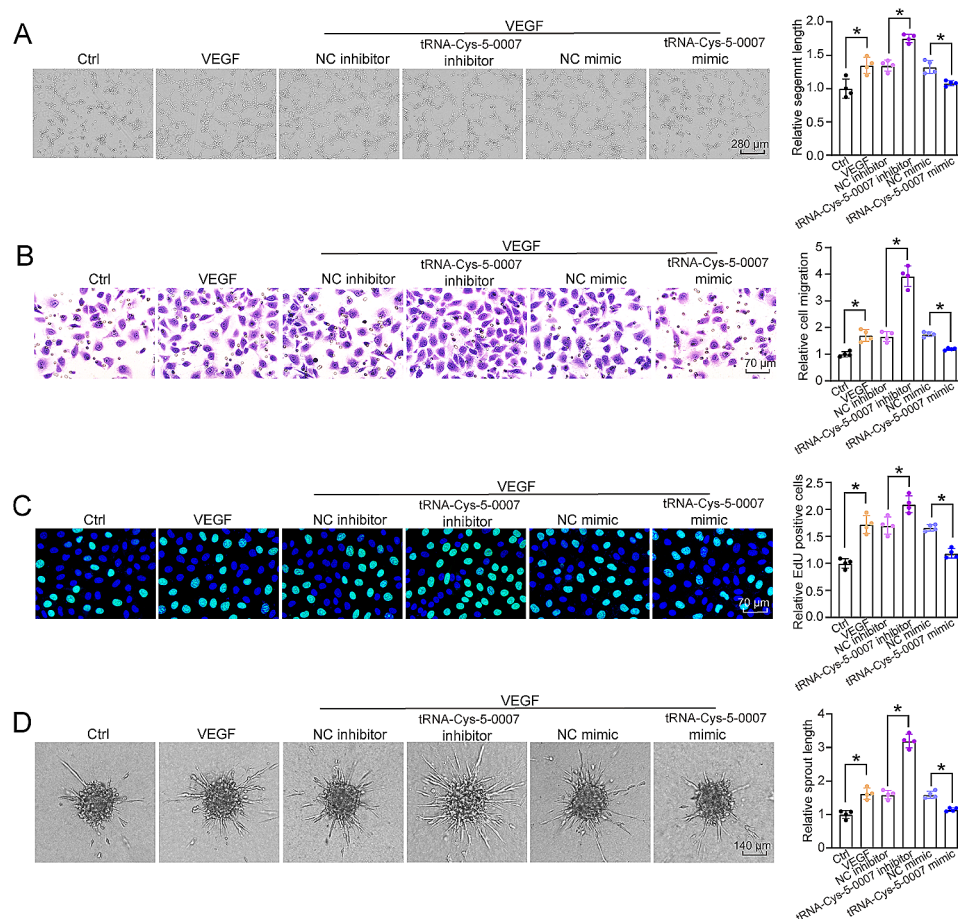 A
VEGF
Ctrl
VEGF
NC inhibitor
tRNA-Cys-5-0007
inhibitor
NC mimic
tRNA-Cys-5-0007
mimic
280 µm
Relative segemnt length
2.0
1.5
1.0
0.5
0.0
*
*
*
Ctrl
VEGF
NC inhibitor
tRNA-Cys-5-0007 inhibitor
NC mimic
tRNA-Cys-5-0007 mimic
B
VEGF
Ctrl
VEGF
NC inhibitor
tRNA-Cys-5-0007
inhibitor
NC mimic
tRNA-Cys-5-0007
mimic
70 µm
Relative cell migration
5
4
3
2
1
0
*
*
*
Ctrl
VEGF
NC inhibitor
tRNA-Cys-5-0007 inhibitor
NC mimic
tRNA-Cys-5-0007 mimic
C
VEGF
Ctrl
VEGF
NC inhibitor
tRNA-Cys-5-0007
inhibitor
NC mimic
tRNA-Cys-5-0007
mimic
70 µm
Relative EdU positive cells
2.5
2.0
1.5
1.0
0.5
0.0
*
*
*
Ctrl
VEGF
NC inhibitor
tRNA-Cys-5-0007 inhibitor
NC mimic
tRNA-Cys-5-0007 mimic
D
VEGF
Ctrl
VEGF
NC inhibitor
tRNA-Cys-5-0007
inhibitor
NC mimic
tRNA-Cys-5-0007
mimic
140 µm
Relative sprout length
4
3
2
1
0
*
*
*
Ctrl
VEGF
NC inhibitor
tRNA-Cys-5-0007 inhibitor
NC mimic
tRNA-Cys-5-0007 mimic